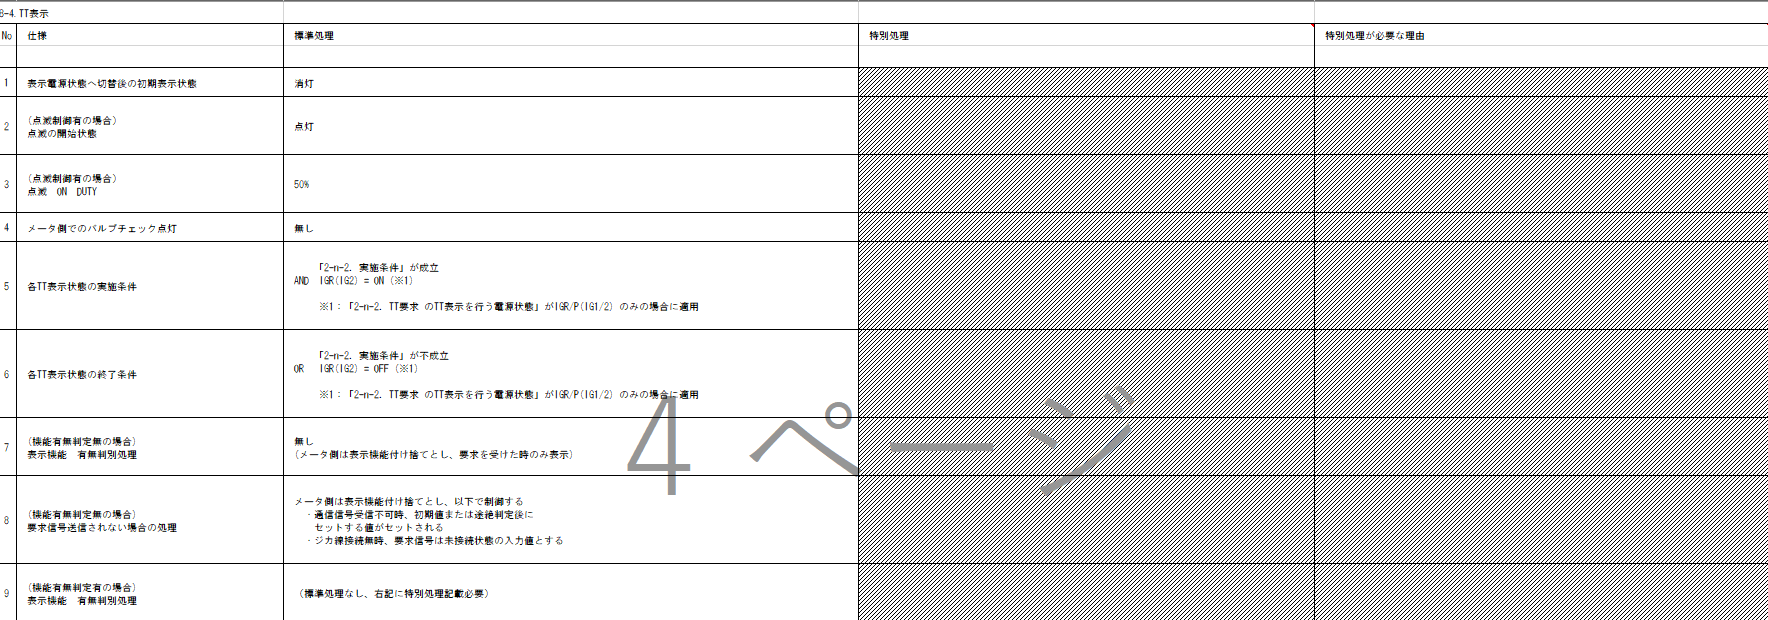 8-4.TT表示
No 仕様 標準処理 特別処理 特別処理が必要な理由
1 表示電源状態へ切替後の初期表示状態 消灯
2 (点滅制御有の場合)
点滅の開始状態 点灯
3 (点滅制御有の場合)
点滅 ON DUTY 50%
4 メータ側でのバルブチェック点灯 無し
5 各TT表示状態の実施条件
「2-n-2. 実施条件」が成立
AND IGR(IG2) = ON (※1)
※1:「2-n-2. TT要求 のTT表示を行う電源状態」がIGR/P(IG1/2) のみの場合に適用
6 各TT表示状態の終了条件
「2-n-2. 実施条件」が不成立
OR IGR(IG2) = OFF (※1)
※1:「2-n-2. TT要求 のTT表示を行う電源状態」がIGR/P(IG1/2) のみの場合に適用
7 (機能有無判定無の場合)
表示機能 有無判別処理
無し
(メータ側は表示機能付け捨てとし、要求を受けた時のみ表示)
8 (機能有無判定無の場合)
要求信号送信されない場合の処理
メータ側は表示機能付け捨てとし、以下で制御する
・通信信号受信不可時、初期値または途絶判定後に
セットする値がセットされる
・ジカ線接続無時、要求信号は未接続状態の入力値とする
9 (機能有無判定有の場合)
表示機能 有無判別処理
(標準処理なし、右記に特別処理記載必要)
4 ページ